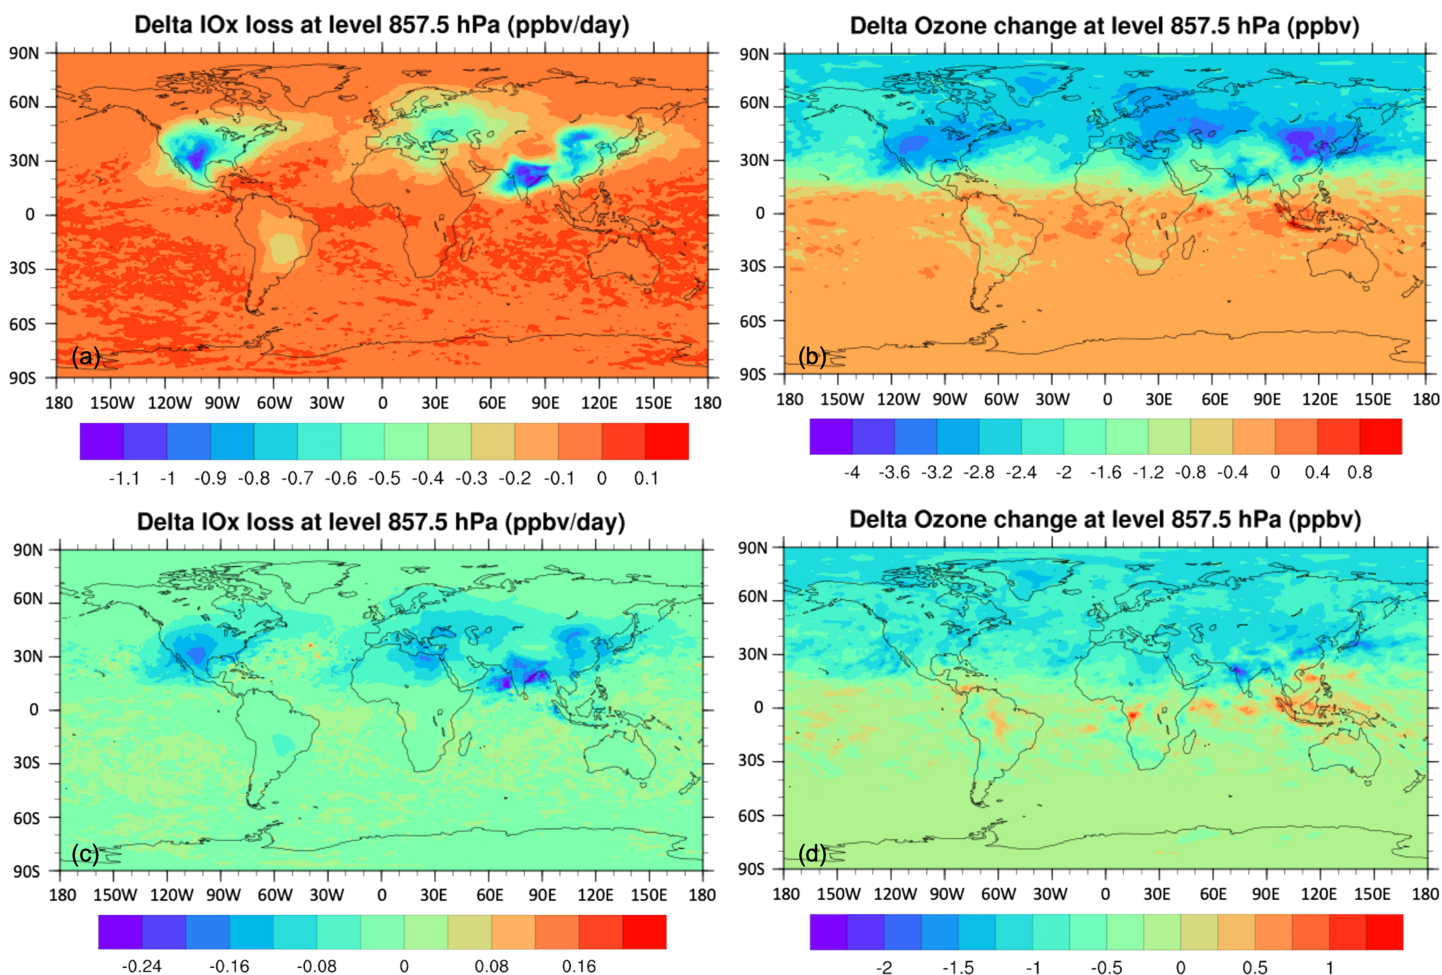 Delta IOx loss at level 857.5 hPa (ppbv/day)
90N
60N
30N
0
30S
60S
90S
(a)
180 150W 120W 90W 60W 30W 0 30E 60E 90E 120E 150E 180
-1.1 -1 -0.9 -0.8 -0.7 -0.6 -0.5 -0.4 -0.3 -0.2 -0.1 0 0.1
Delta Ozone change at level 857.5 hPa (ppbv)
90N
60N
30N
0
30S
60S
90S
(b)
180 150W 120W 90W 60W 30W 0 30E 60E 90E 120E 150E 180
-4 -3.6 -3.2 -2.8 -2.4 -2 -1.6 -1.2 -0.8 -0.4 0 0.4 0.8
Delta IOx loss at level 857.5 hPa (ppbv/day)
90N
60N
30N
0
30S
60S
90S
(c)
180 150W 120W 90W 60W 30W 0 30E 60E 90E 120E 150E 180
-0.24 -0.16 -0.08 0 0.08 0.16
Delta Ozone change at level 857.5 hPa (ppbv)
90N
60N
30N
0
30S
60S
90S
(d)
180 150W 120W 90W 60W 30W 0 30E 60E 90E 120E 150E 180
-2 -1.5 -1 -0.5 0 0.5 1